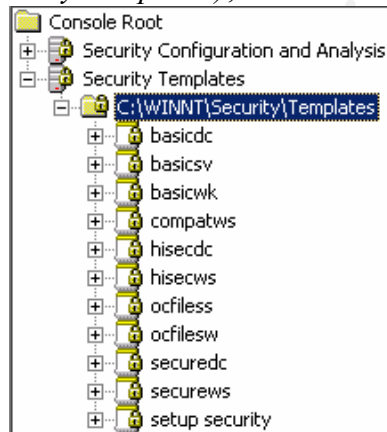 Console Root
Security Configuration and Analysis
Security Templates
C:\WINNT\Security\Templates
basicdc
basicsv
basicwk
compatws
hisecdc
hisecws
ocfiless
ocfilesw
securedc
securews
setup security